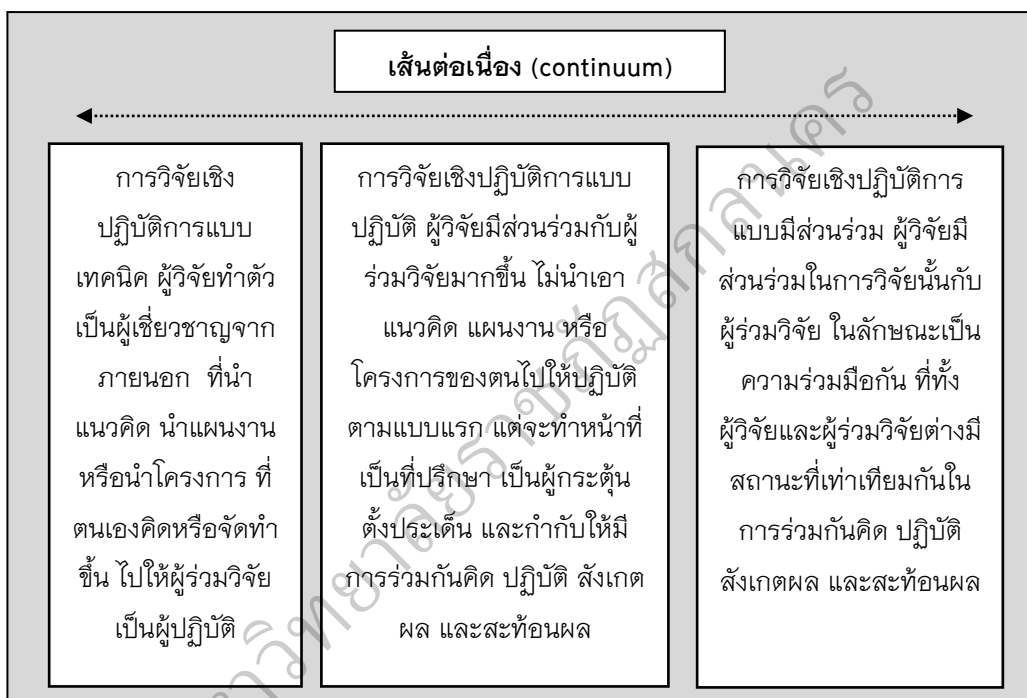 เส้นต่อเนื่อง (continuum)
การวิจัยเชิง
ปฏิบัติการแบบ
เทคนิค ผู้วิจัยทำตัว
เป็นผู้เชี่ยวชาญจาก
ภายนอก ที่นำ
แนวคิด นำแผนงาน
หรือนำโครงการ ที่
ตนเองคิดหรือจัดทำ
ขึ้น ไปให้ผู้ร่วมวิจัย
เป็นผู้ปฏิบัติ
การวิจัยเชิงปฏิบัติการแบบ
ปฏิบัติ ผู้วิจัยมีส่วนร่วมกับผู้
ร่วมวิจัยมากขึ้น ไม่นำเอา
แนวคิด แผนงาน หรือ
โครงการของตนไปให้ปฏิบัติ
ตามแบบแรก แต่จะทำหน้าที่
เป็นที่ปรึกษา เป็นผู้กระตุ้น
ตั้งประเด็น และกำกับให้มี
การร่วมกันคิด ปฏิบัติ สังเกต
ผล และสะท้อนผล
การวิจัยเชิงปฏิบัติการ
แบบมีส่วนร่วม ผู้วิจัยมี
ส่วนร่วมในการวิจัยนั้นกับ
ผู้ร่วมวิจัย ในลักษณะเป็น
ความร่วมมือกัน ที่ทั้ง
ผู้วิจัยและผู้ร่วมวิจัยต่างมี
สถานะที่เท่าเทียมกันใน
การร่วมกันคิด ปฏิบัติ
สังเกตผล และสะท้อนผล
วิทยาลัยราชภัฏสกลนคร